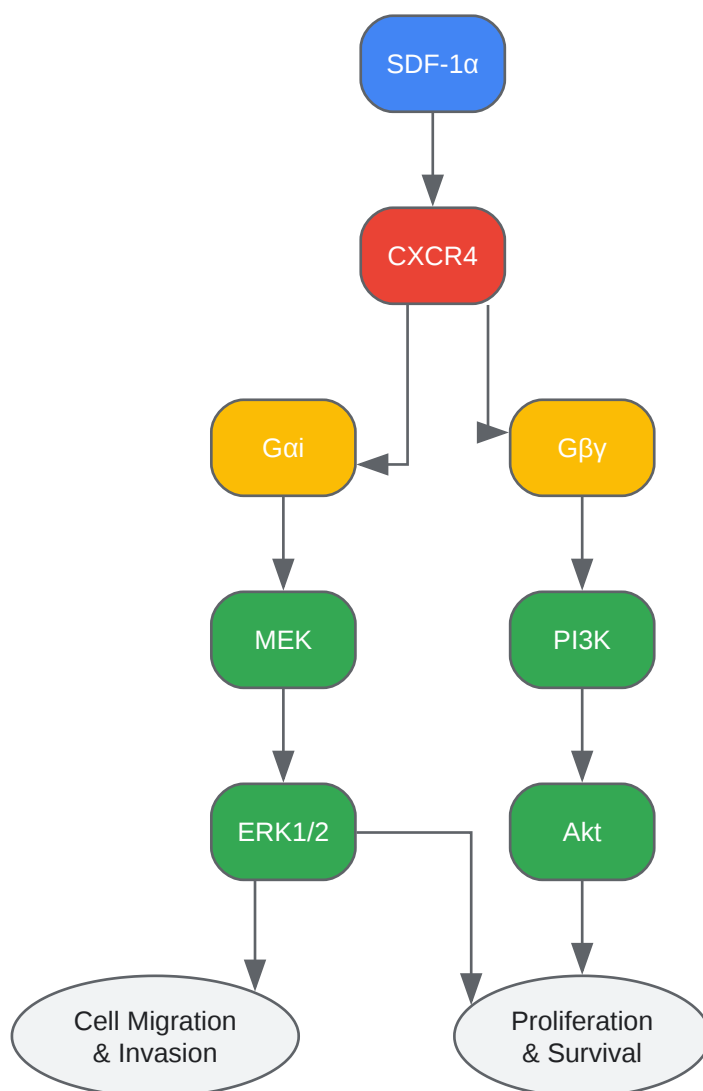 SDF-1α
CXCR4
Gαi
Gβγ
MEK
PI3K
ERK1/2
Akt
Cell Migration
& Invasion
Proliferation
& Survival